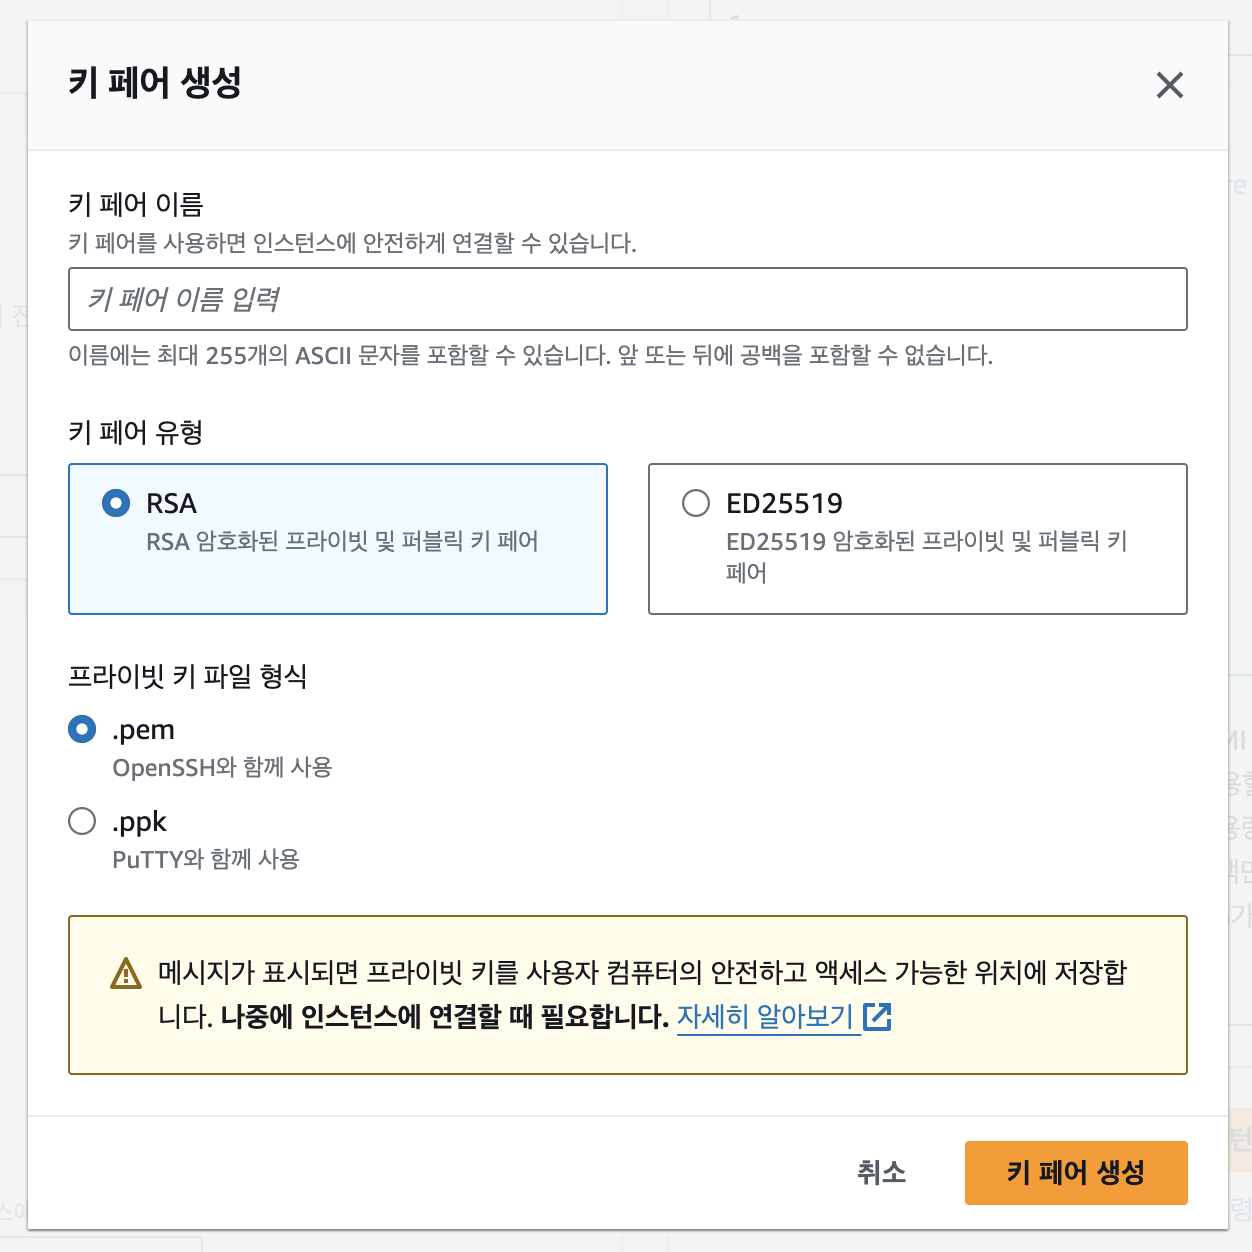 키 페어 생성
키 페어 이름
키 페어를 사용하면 인스턴스에 안전하게 연결할 수 있습니다.
키 페어 이름 입력
이름에는 최대 255개의 ASCII 문자를 포함할 수 있습니다. 앞 또는 뒤에 공백을 포함할 수 없습니다.
키 페어 유형
RSA
RSA 암호화된 프라이빗 및 퍼블릭 키 페어
ED25519
ED25519 암호화된 프라이빗 및 퍼블릭 키
페어
프라이빗 키 파일 형식
.pem
OpenSSH와 함께 사용
.ppk
PuTTY와 함께 사용
메시지가 표시되면 프라이빗 키를 사용자 컴퓨터의 안전하고 액세스 가능한 위치에 저장합
니다. 나중에 인스턴스에 연결할 때 필요합니다. 자세히 알아보기
취소
키 페어 생성